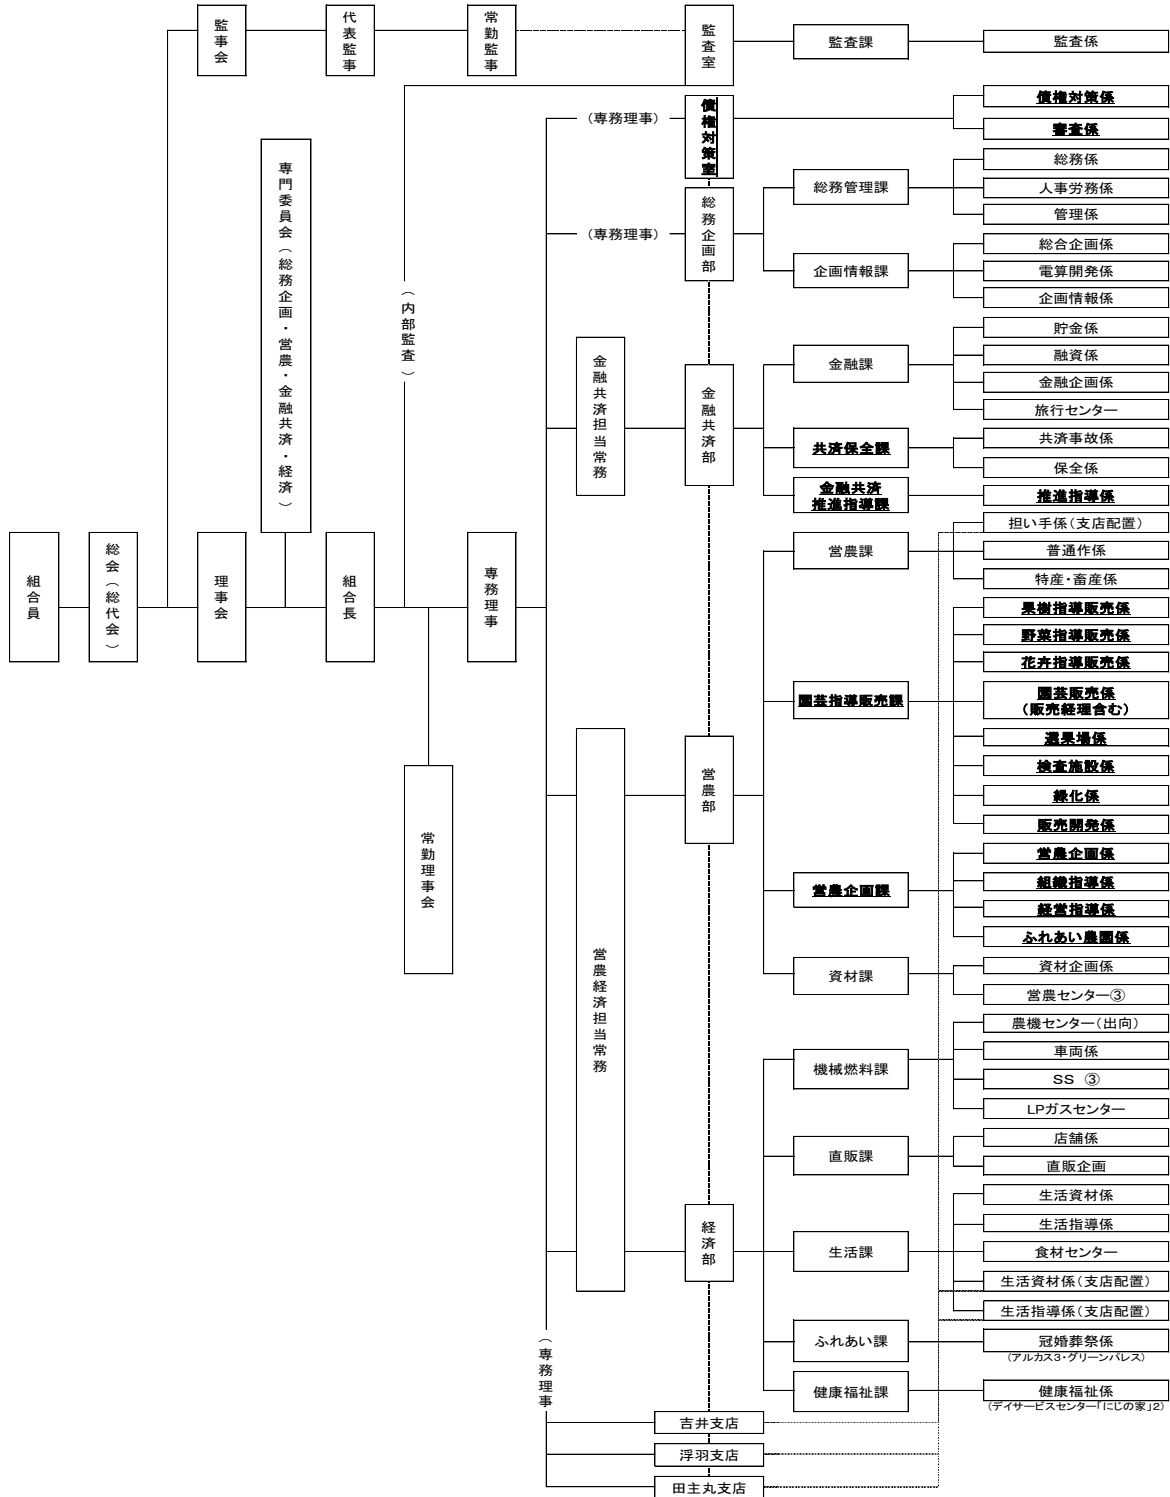 監事会
代表監事
常勤監事
監査室
監査課
監査係
(専務理事)
債権対策室
債権対策係
審査係
専門委員会(総務企画・営農・金融共済・経済)
(内部監査)
(専務理事)
総務企画部
総務管理課
総務係
人事労務係
管理係
企画情報課
総合企画係
電算開発係
企画情報係
金融共済担当常務
金融共済部
金融課
貯金係
融資係
金融企画係
旅行センター
共済保全課
共済事故係
保全係
金融共済
推進指導課
推進指導係
組合員
総会(総代会)
理事会
組合長
専務理事
常勤理事会
営農経済担当常務
営農部
営農課
担い手係(支店配置)
普通作係
特産・畜産係
園芸指導販売課
果樹指導販売係
野菜指導販売係
花卉指導販売係
園芸販売係
(販売経理含む)
選果場係
検査施設係
緑化係
販売開発係
営農企画課
営農企画係
組織指導係
経営指導係
ふれあい農園係
資材課
資材企画係
営農センター③
経済部
機械燃料課
農機センター(出向)
車両係
SS ③
LPガスセンター
直販課
店舗係
直販企画
生活課
生活資材係
生活指導係
食材センター
生活資材係(支店配置)
生活指導係(支店配置)
ふれあい課
冠婚葬祭係
(アルカス3・グリーンパレス)
健康福祉課
健康福祉係
(デイサービスセンター「にじの家」2)
(専務理事)
吉井支店
浮羽支店
田主丸支店